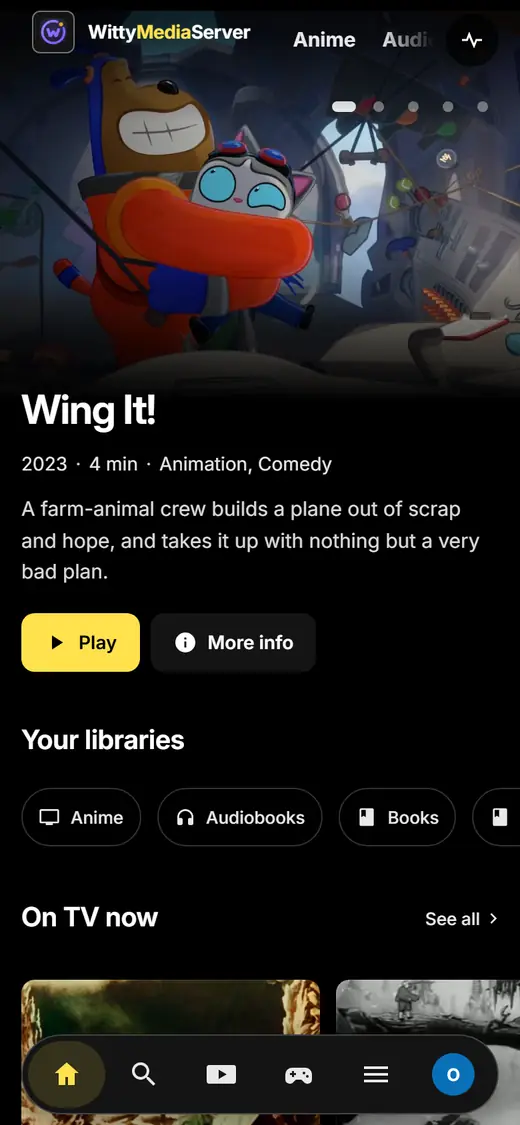 WittyMediaServer
Anime
Wing It!
2023 · 4 min · Animation, Comedy
A farm-animal crew builds a plane out of scrap
and hope, and takes it up with nothing but a very
bad plan.
Play
More info
Your libraries
Anime
Audiobooks
Books
On TV now
See all
O